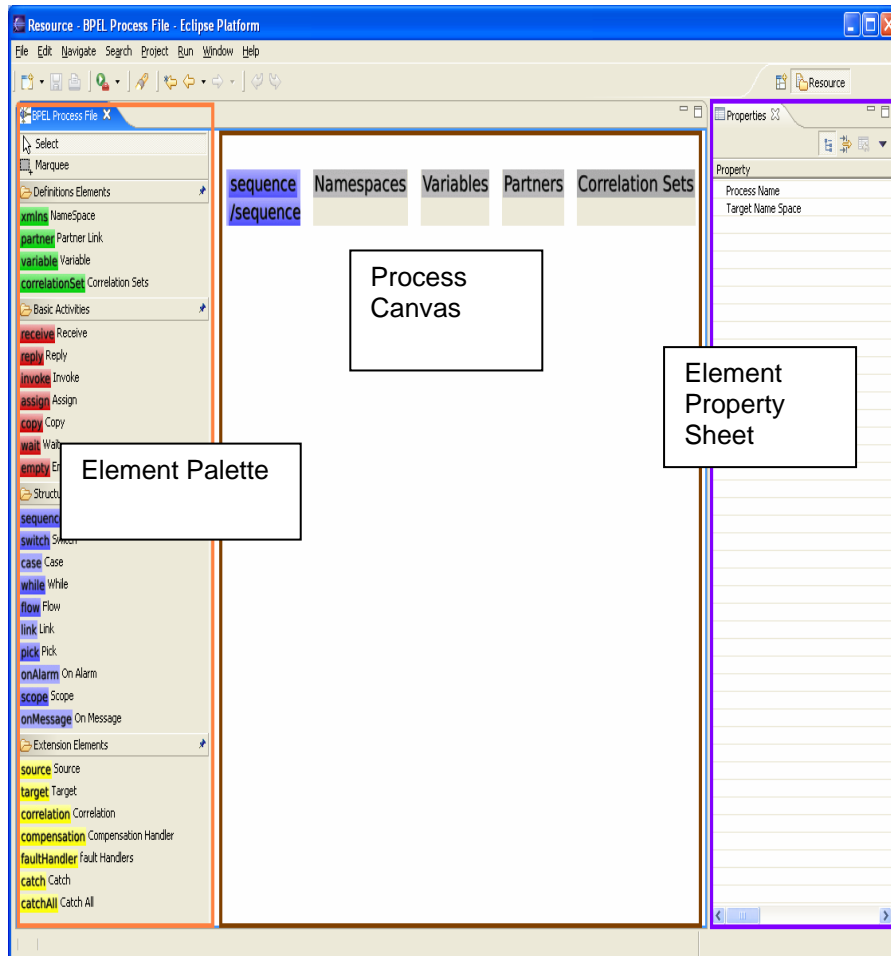 Resource - BPEL Process File - Eclipse Platform
File Edit Navigate Search Project Run Window Help
Resource
BPEL Process File
Select
Marquee
Definitions Elements
xmlns NameSpace
partner Partner Link
variable Variable
correlationSet Correlation Sets
Basic Activities
receive Receive
reply Reply
invoke Invoke
assign Assign
copy Copy
wait
empty
Element Palette
sequence
switch Switch
case Case
while While
flow Flow
link Link
pick Pick
onAlarm On Alarm
scope Scope
onMessage On Message
Extension Elements
source Source
target Target
correlation Correlation
compensation Compensation Handler
faultHandler fault Handlers
catch Catch
catchAll Catch All
sequence Namespaces Variables Partners Correlation Sets
/sequence
Process
Canvas
Properties
Property
Process Name
Target Name Space
Element
Property
Sheet